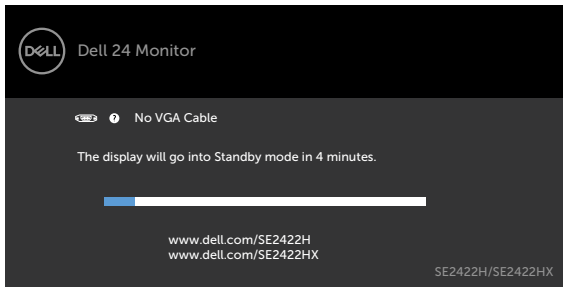 DELL
Dell 24 Monitor
? No VGA Cable
The display will go into Standby mode in 4 minutes.
www.dell.com/SE2422H
www.dell.com/SE2422HX
SE2422H/SE2422HX